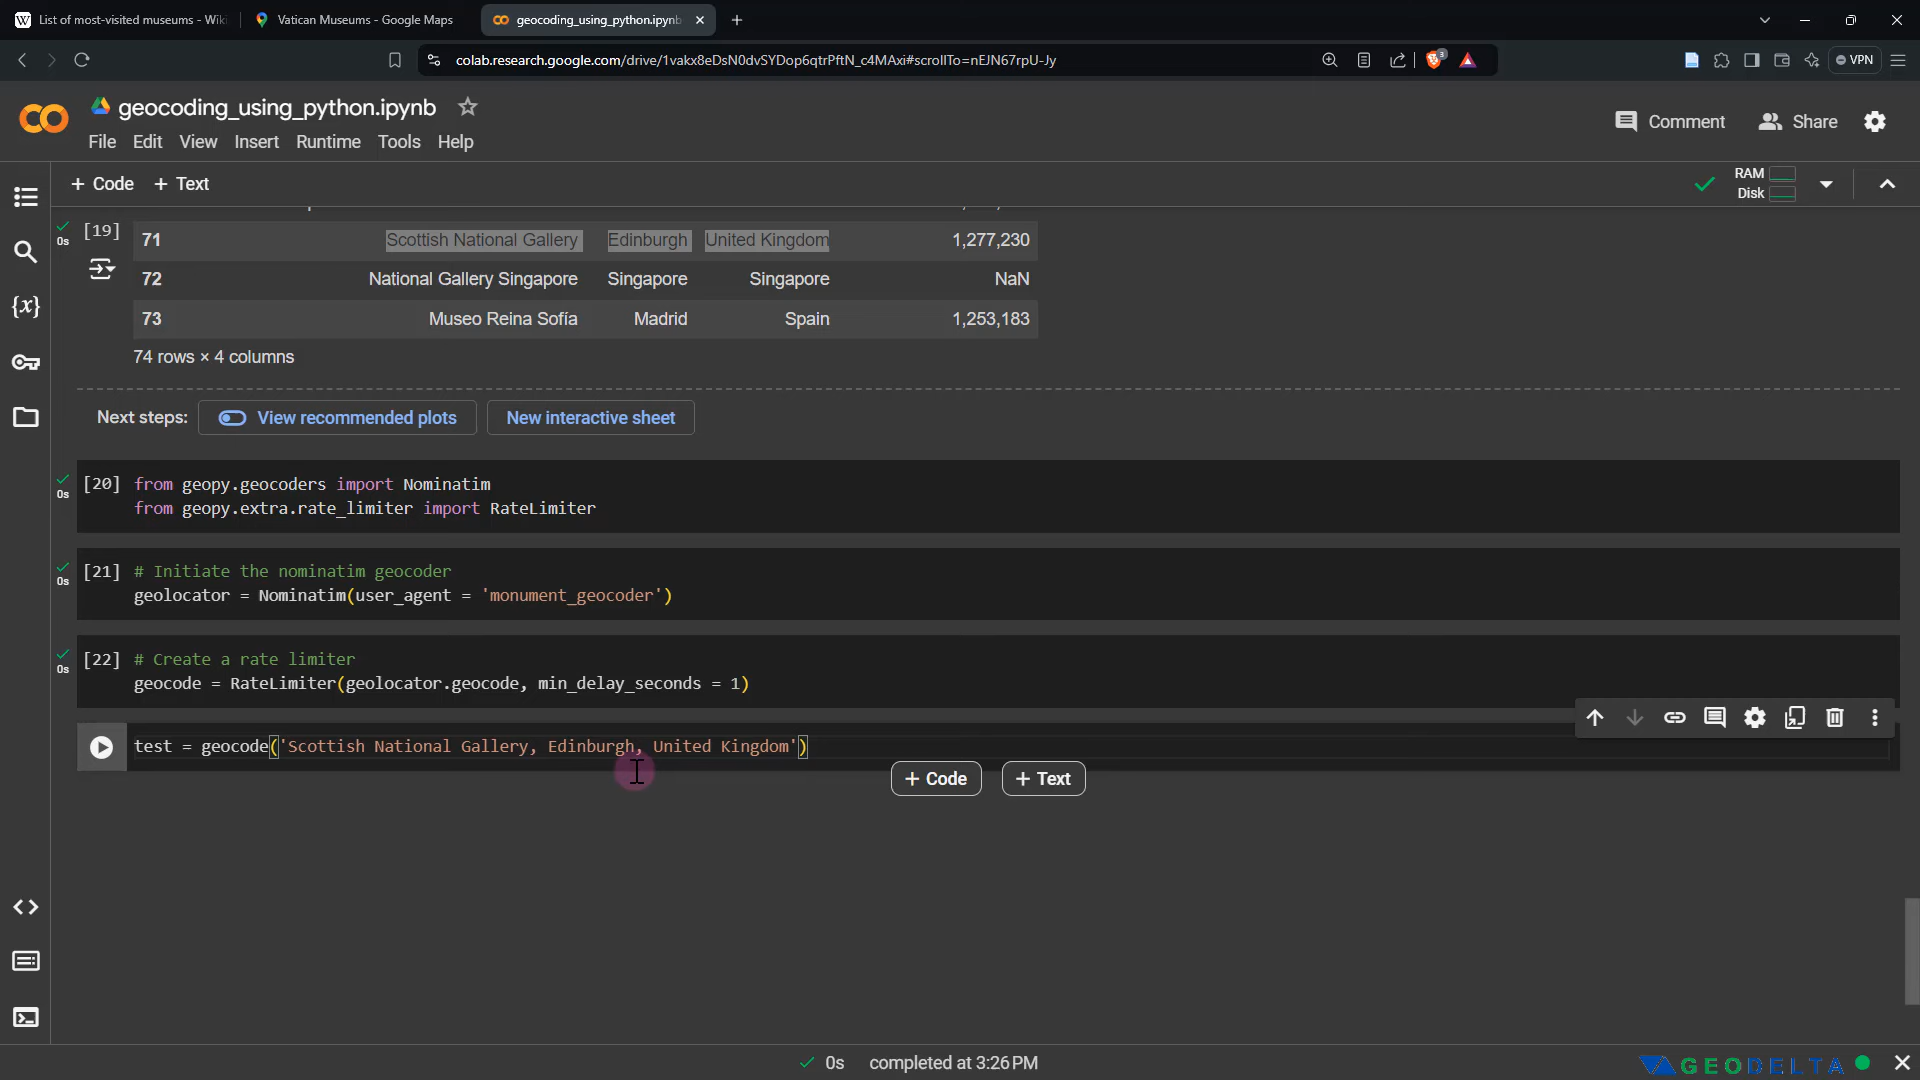 List of most-visited museums - Wiki
Vatican Museums - Google Maps
geocoding_using_python.ipynb
colab.research.google.com/drive/1vakx8eDsN0dvSYDop6qtrPftN_c4MAxi#scrollTo=nEJN67rpU-Jy
3
VPN
geocoding_using_python.ipynb
File Edit View Insert Runtime Tools Help
Comment
Share
+ Code + Text
RAM
Disk
[19]
0s
71 Scottish National Gallery Edinburgh United Kingdom 1,277,230
72 National Gallery Singapore Singapore Singapore NaN
73 Museo Reina Sofía Madrid Spain 1,253,183
74 rows × 4 columns
Next steps: View recommended plots New interactive sheet
[20] from geopy.geocoders import Nominatim
0s
from geopy.extra.rate_limiter import RateLimiter
[21] # Initiate the nominatim geocoder
0s
geolocator = Nominatim(user_agent = 'monument_geocoder')
[22] # Create a rate limiter
0s
geocode = RateLimiter(geolocator.geocode, min_delay_seconds = 1)
test = geocode('Scottish National Gallery, Edinburgh, United Kingdom')
+ Code + Text
0s completed at 3:26 PM
GEODELTA